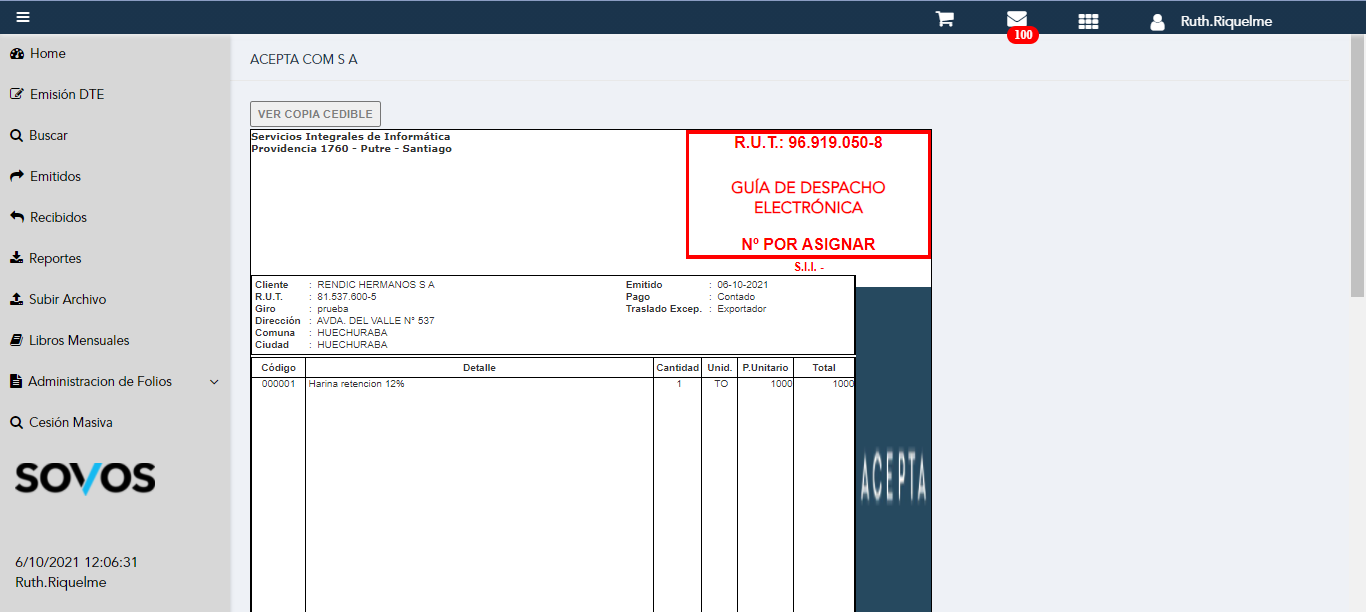 100
Ruth.Riquelme
Home
Emisión DTE
Buscar
Emitidos
Recibidos
Reportes
Subir Archivo
Libros Mensuales
Administracion de Folios
Cesión Masiva
SOVOS
6/10/2021 12:06:31
Ruth.Riquelme
ACEPTA COM S A
VER COPIA CEDIBLE
Servicios Integrales de Informática
Providencia 1760 - Putre - Santiago
R.U.T.: 96.919.050-8
GUÍA DE DESPACHO
ELECTRÓNICA
Nº POR ASIGNAR
S.I.I. -
Cliente : RENDIC HERMANOS S A Emitido : 06-10-2021
R.U.T. : 81.537.600-5 Pago : Contado
Giro : prueba Traslado Excep. : Exportador
Dirección : AVDA. DEL VALLE N° 537
Comuna : HUECHURABA
Ciudad : HUECHURABA
Código Detalle Cantidad Unid. P.Unitario Total
000001 Harina retencion 12% 1 TO 1000 1000
ACEPTA